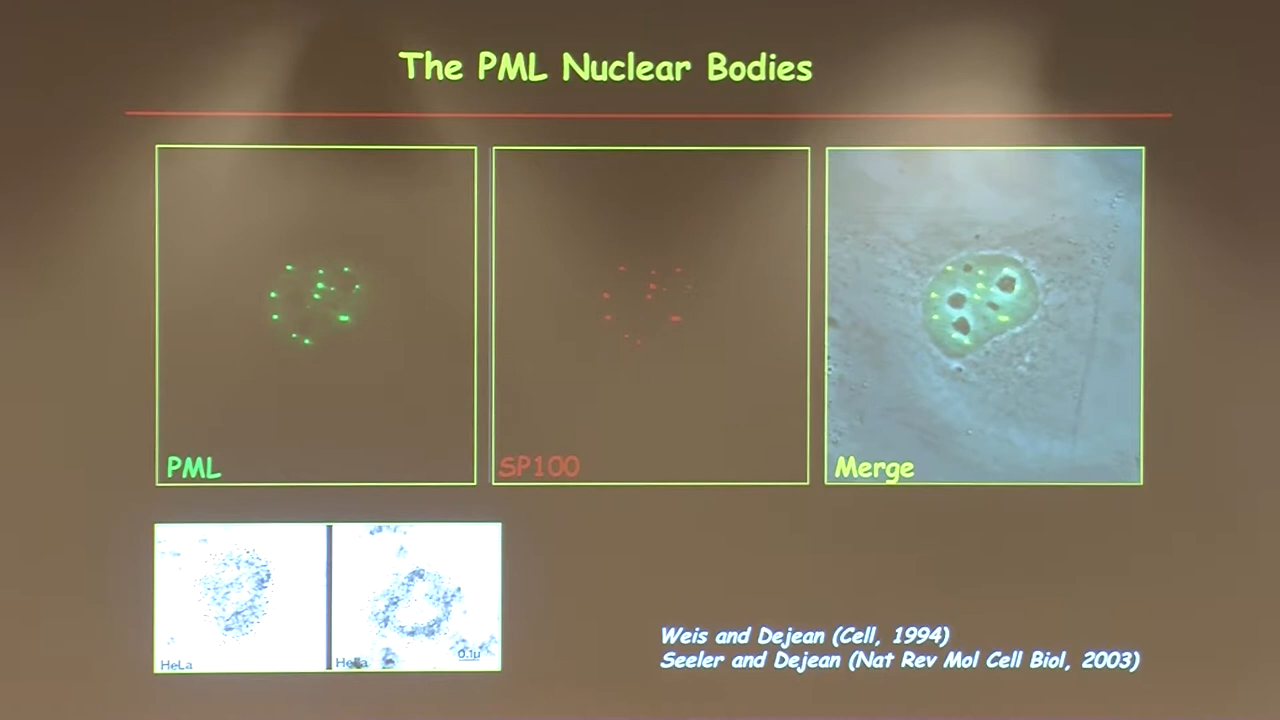 The PML Nuclear Bodies
PML
SP100
Merge
HeLa
HeLa
0.1µ
Weis and Dejean (Cell, 1994)
Seeler and Dejean (Nat Rev Mol Cell Biol, 2003)